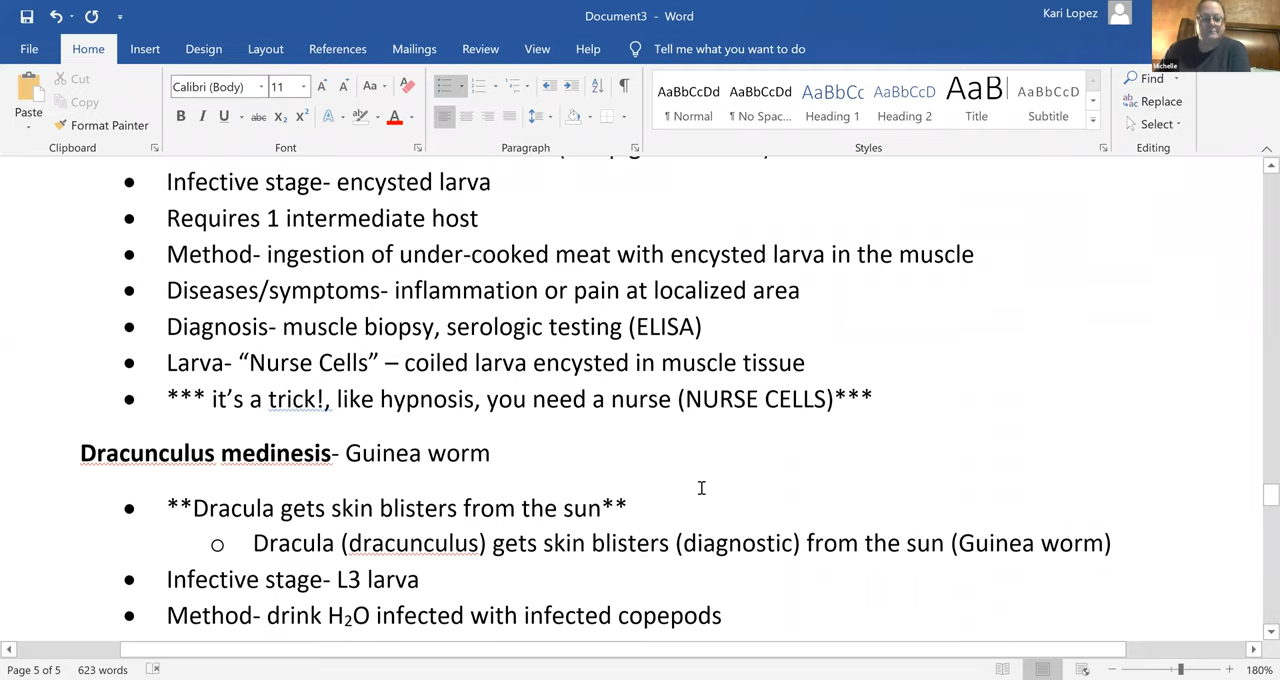 Document3 - Word
Kari Lopez
Michelle
File Home Insert Design Layout References Mailings Review View Help Tell me what you want to do
Paste
Cut
Copy
Format Painter
Clipboard
Calibri (Body) 11
Aa
B I U abc X2 X2 A A
Font
Paragraph
AaBbCcDd AaBbCcDd AaBbCc AaBbCcD AaB AaBbCcD
¶ Normal ¶ No Spac... Heading 1 Heading 2 Title Subtitle
Styles
Find
Replace
Select
Editing
• Infective stage- encysted larva
• Requires 1 intermediate host
• Method- ingestion of under-cooked meat with encysted larva in the muscle
• Diseases/symptoms- inflammation or pain at localized area
• Diagnosis- muscle biopsy, serologic testing (ELISA)
• Larva- “Nurse Cells” – coiled larva encysted in muscle tissue
• *** it’s a trick!, like hypnosis, you need a nurse (NURSE CELLS)***
Dracunculus medinesis- Guinea worm
• **Dracula gets skin blisters from the sun**
o Dracula (dracunculus) gets skin blisters (diagnostic) from the sun (Guinea worm)
• Infective stage- L3 larva
• Method- drink H2O infected with infected copepods
Page 5 of 5 623 words 180%